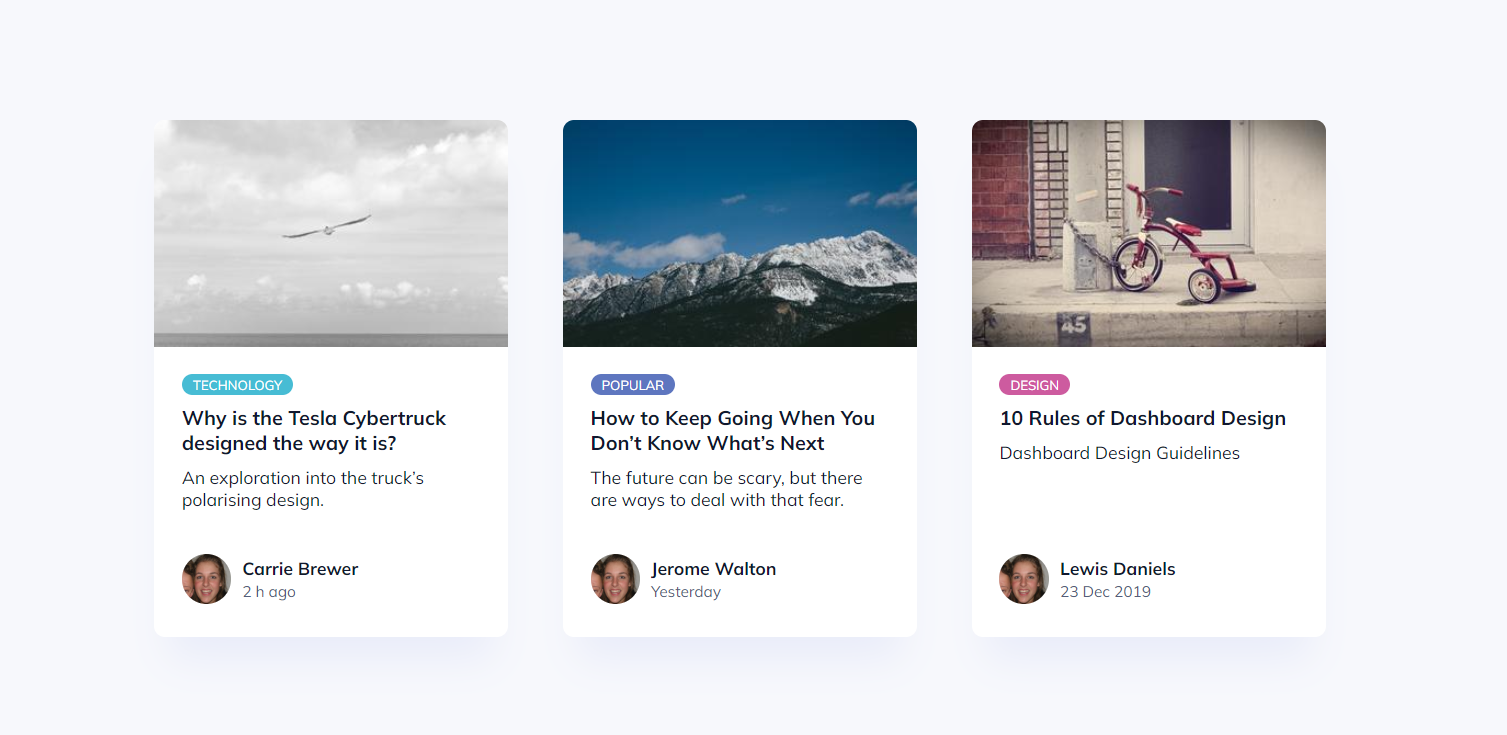 45
TECHNOLOGY
Why is the Tesla Cybertruck
designed the way it is?
An exploration into the truck’s
polarising design.
Carrie Brewer
2 h ago
POPULAR
How to Keep Going When You
Don’t Know What’s Next
The future can be scary, but there
are ways to deal with that fear.
Jerome Walton
Yesterday
DESIGN
10 Rules of Dashboard Design
Dashboard Design Guidelines
Lewis Daniels
23 Dec 2019